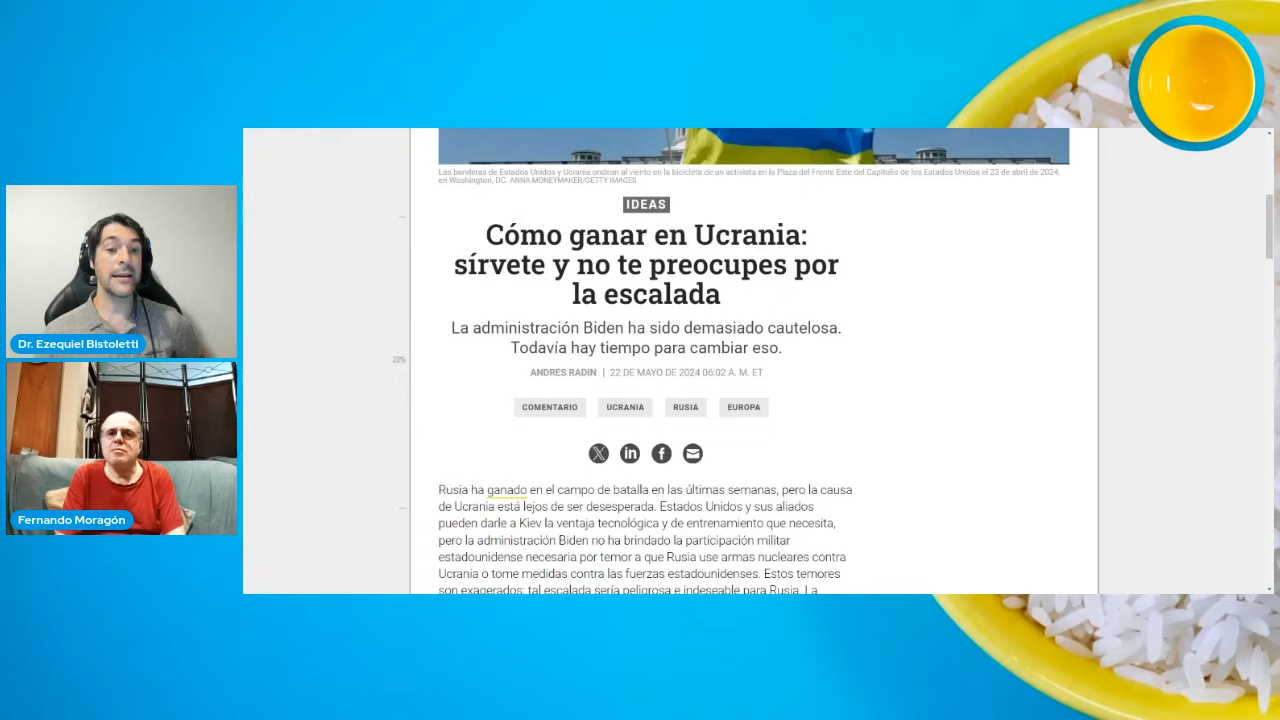 Las banderas de Estados Unidos y Ucrania ondean al viento en la bicicleta de un activista en la Plaza del Frente Este del Capitolio de los Estados Unidos el 23 de abril de 2024,
en Washington, DC. ANNA MONEYMAKER/GETTY IMAGES
IDEAS
Cómo ganar en Ucrania:
sírvete y no te preocupes por
la escalada
La administración Biden ha sido demasiado cautelosa.
Todavía hay tiempo para cambiar eso.
ANDRES RADIN | 22 DE MAYO DE 2024 06:02 A. M. ET
COMENTARIO UCRANIA RUSIA EUROPA
Rusia ha ganado en el campo de batalla en las últimas semanas, pero la causa
de Ucrania está lejos de ser desesperada. Estados Unidos y sus aliados
pueden darle a Kiev la ventaja tecnológica y de entrenamiento que necesita,
pero la administración Biden no ha brindado la participación militar
estadounidense necesaria por temor a que Rusia use armas nucleares contra
Ucrania o tome medidas contra las fuerzas estadounidenses. Estos temores
son exagerados: tal escalada sería peligrosa e indeseable para Rusia. La
20%
Dr. Ezequiel Bistoletti
Fernando Moragón